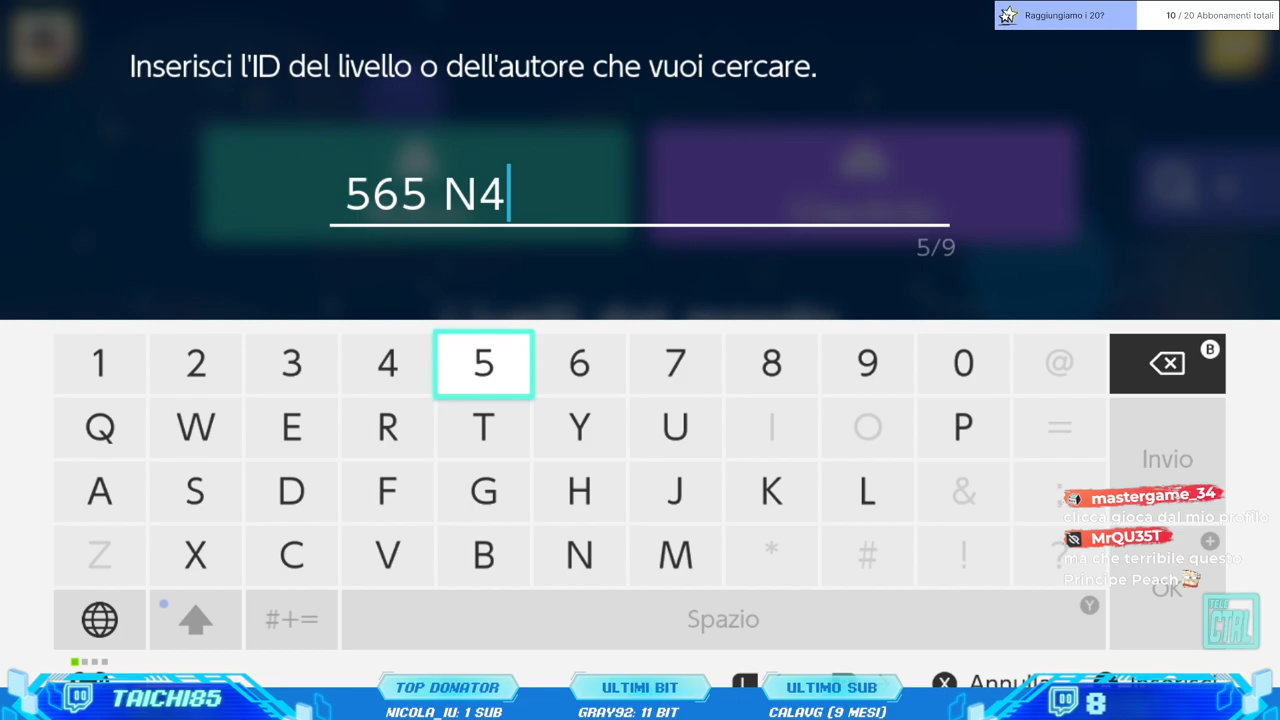 Raggiungiamo i 20?
10 / 20 Abbonamenti totali
Inserisci l'ID del livello o dell'autore che vuoi cercare.
565 N4
5/9
1 2 3 4 5 6 7 8 9 0 @ B
Q W E R T Y U I O P =
Invio
A S D F G H J K L & ;
mastergame_34
clicca gioca dal mio profilo
MrQU35T
ma che terribile questo
Principe Peach
Z X C V B N M * # ! ?
OK
#+= Spazio Y
TELE
CTRL
L
X Annulla
TAICHI85
TOP DONATOR
NICOLA_IU: 1 SUB
ULTIMI BIT
GRAY92: 11 BIT
ULTIMO SUB
CALAVG (9 MESI)
8